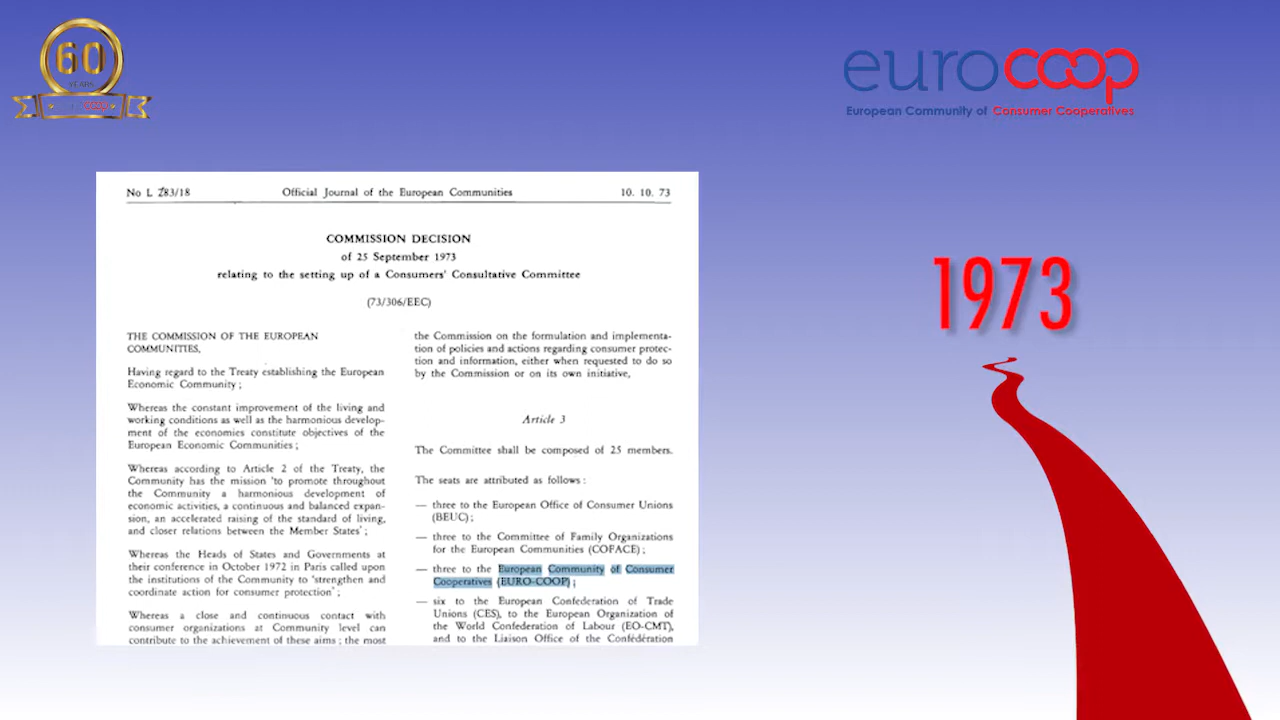 60
YEARS
eurocoop
European Community of Consumer Cooperatives
No L 283/18 Official Journal of the European Communities 10. 10. 73
COMMISSION DECISION
of 25 September 1973
relating to the setting up of a Consumers' Consultative Committee
(73/306/EEC)
THE COMMISSION OF THE EUROPEAN
COMMUNITIES,
Having regard to the Treaty establishing the European
Economic Community ;
Whereas the constant improvement of the living and
working conditions as well as the harmonious develop-
ment of the economies constitute objectives of the
European Economic Communities ;
Whereas according to Article 2 of the Treaty, the
Community has the mission 'to promote throughout
the Community a harmonious development of
economic activities, a continuous and balanced expan-
sion, an accelerated raising of the standard of living,
and closer relations between the Member States' ;
Whereas the Heads of States and Governments at
their conference in October 1972 in Paris called upon
the institutions of the Community to 'strengthen and
coordinate action for consumer protection' ;
Whereas a close and continuous contact with
consumer organizations at Community level can
contribute to the achievement of these aims ; the most
the Commission on the formulation and implementa-
tion of policies and actions regarding consumer protec-
tion and information, either when requested to do so
by the Commission or on its own initiative,
Article 3
The Committee shall be composed of 25 members.
The seats are attributed as follows :
— three to the European Office of Consumer Unions
(BEUC) ;
— three to the Committee of Family Organizations
for the European Communities (COFACE) ;
— three to the European Community of Consumer
Cooperatives (EURO-COOP) ;
— six to the European Confederation of Trade
Unions (CES), to the European Organization of
the World Confederation of Labour (EO-CMT),
and to the Liaison Office of the Confédération
1973